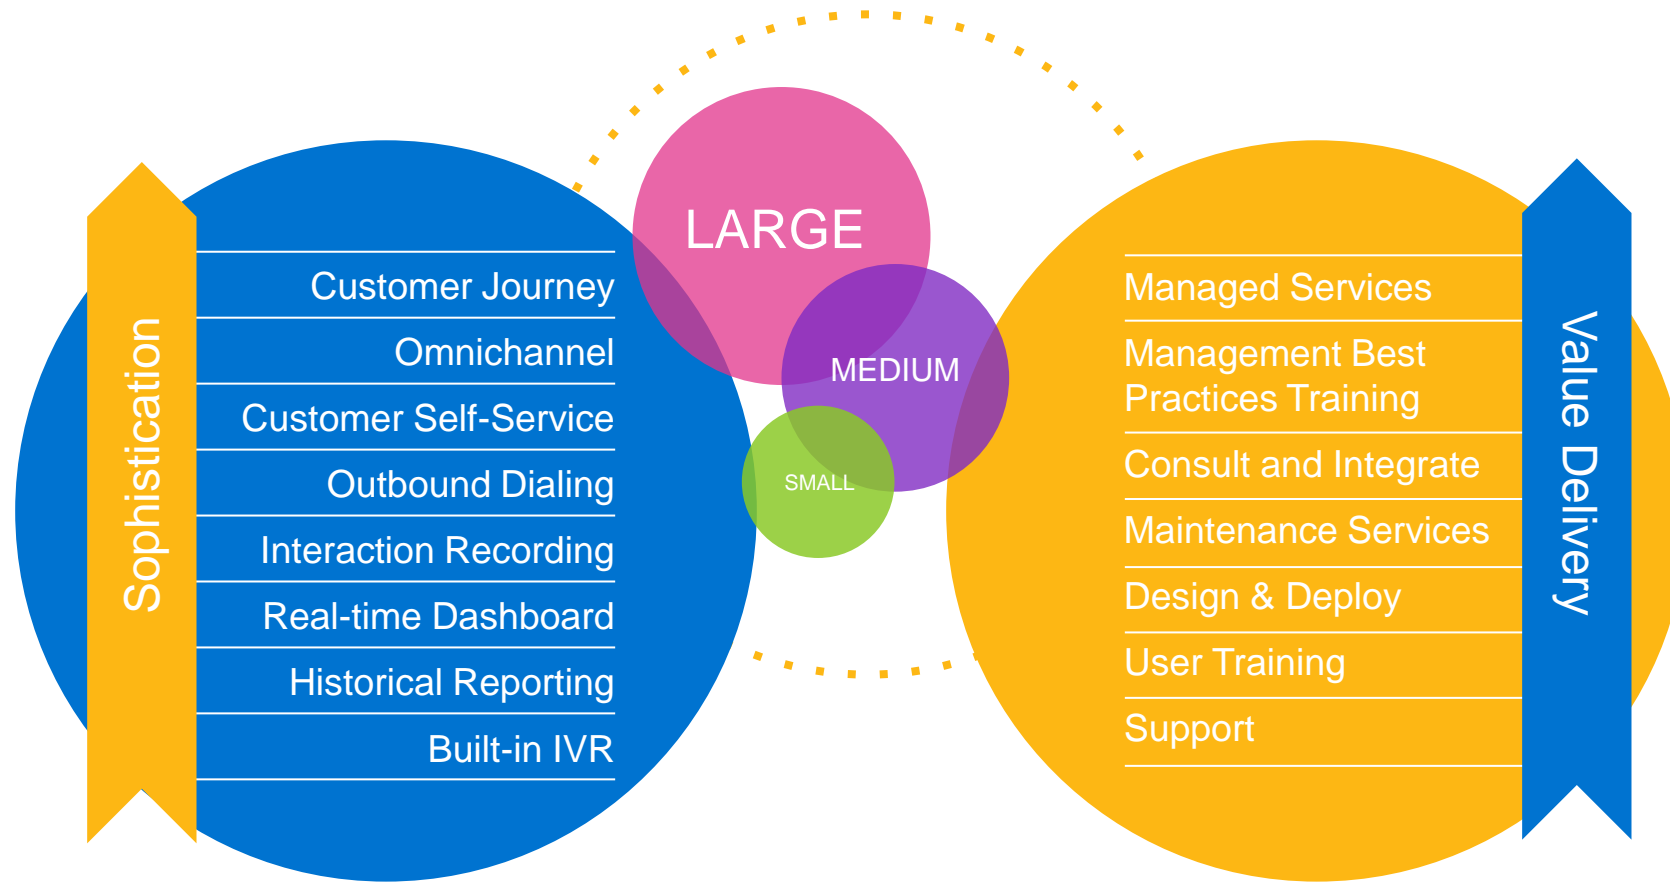 Sophistication
Customer Journey
Omnichannel
Customer Self-Service
Outbound Dialing
Interaction Recording
Real-time Dashboard
Historical Reporting
Built-in IVR
LARGE
MEDIUM
SMALL
Managed Services
Management Best
Practices Training
Consult and Integrate
Maintenance Services
Design & Deploy
User Training
Support
Value Delivery